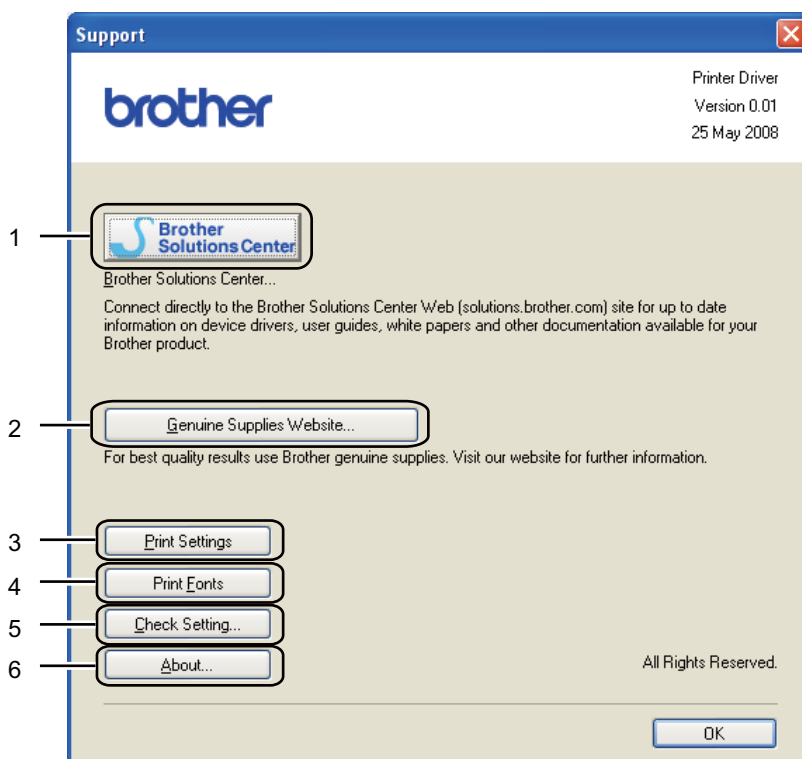 Support
brother
Printer Driver
Version 0.01
25 May 2008
1
Brother
Solutions Center
Brother Solutions Center...
Connect directly to the Brother Solutions Center Web (solutions.brother.com) site for up to date
information on device drivers, user guides, white papers and other documentation available for your
Brother product.
2
Genuine Supplies Website...
For best quality results use Brother genuine supplies. Visit our website for further information.
3
Print Settings
4
Print Fonts
5
Check Setting...
6
About...
All Rights Reserved.
OK